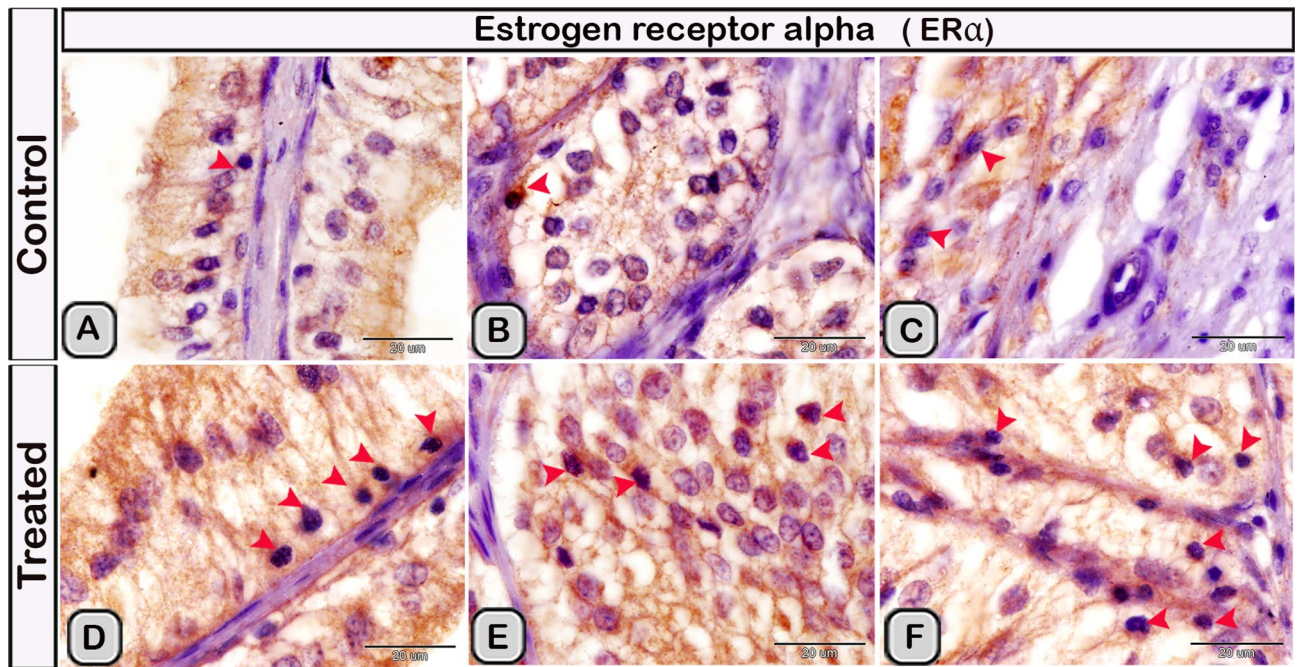 Estrogen receptor alpha ( ERα)
Control
A
20 um
B
20 um
C
20 um
Treated
D
20 um
E
20 um
F
20 um